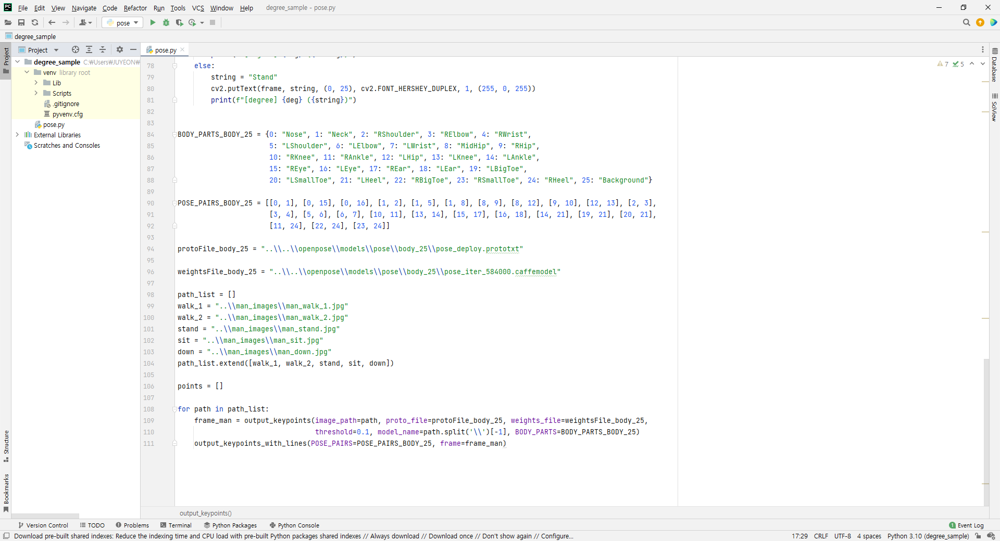 PC File Edit View Navigate Code Refactor Run Tools VCS Window Help degree_sample - pose.py
pose
degree_sample
Project
Project
degree_sample C:₩Users₩JUYEON₩
venv library root
Lib
Scripts
.gitignore
pyvenv.cfg
pose.py
External Libraries
Scratches and Consoles
Structure
Bookmarks
pose.py
7 5
78 else:
79 string = "Stand"
80 cv2.putText(frame, string, (0, 25), cv2.FONT_HERSHEY_DUPLEX, 1, (255, 0, 255))
81 print(f"[degree] {deg} ({string})")
82
83
84 BODY_PARTS_BODY_25 = {0: "Nose", 1: "Neck", 2: "RShoulder", 3: "RElbow", 4: "RWrist",
85 5: "LShoulder", 6: "LElbow", 7: "LWrist", 8: "MidHip", 9: "RHip",
86 10: "RKnee", 11: "RAnkle", 12: "LHip", 13: "LKnee", 14: "LAnkle",
87 15: "REye", 16: "LEye", 17: "REar", 18: "LEar", 19: "LBigToe",
88 20: "LSmallToe", 21: "LHeel", 22: "RBigToe", 23: "RSmallToe", 24: "RHeel", 25: "Background"}
89
90 POSE_PAIRS_BODY_25 = [[0, 1], [0, 15], [0, 16], [1, 2], [1, 5], [1, 8], [8, 9], [8, 12], [9, 10], [12, 13], [2, 3],
91 [3, 4], [5, 6], [6, 7], [10, 11], [13, 14], [15, 17], [16, 18], [14, 21], [19, 21], [20, 21],
92 [11, 24], [22, 24], [23, 24]]
93
94 protoFile_body_25 = "..\\..\\openpose\\models\\pose\\body_25\\pose_deploy.prototxt"
95
96 weightsFile_body_25 = "..\\..\\openpose\\models\\pose\\body_25\\pose_iter_584000.caffemodel"
97
98 path_list = []
99 walk_1 = "..\\man_images\\man_walk_1.jpg"
100 walk_2 = "..\\man_images\\man_walk_2.jpg"
101 stand = "..\\man_images\\man_stand.jpg"
102 sit = "..\\man_images\\man_sit.jpg"
103 down = "..\\man_images\\man_down.jpg"
104 path_list.extend([walk_1, walk_2, stand, sit, down])
105
106 points = []
107
108 for path in path_list:
109 frame_man = output_keypoints(image_path=path, proto_file=protoFile_body_25, weights_file=weightsFile_body_25,
110 threshold=0.1, model_name=path.split('\\')[-1], BODY_PARTS=BODY_PARTS_BODY_25)
111 output_keypoints_with_lines(POSE_PAIRS=POSE_PAIRS_BODY_25, frame=frame_man)
output_keypoints()
Database
SciView
Version Control TODO Problems Terminal Python Packages Python Console 1 Event Log
Download pre-built shared indexes: Reduce the indexing time and CPU load with pre-built Python packages shared indexes // Always download // Download once // Don't show again // Configure... 17:29 CRLF UTF-8 4 spaces Python 3.10 (degree_sample)